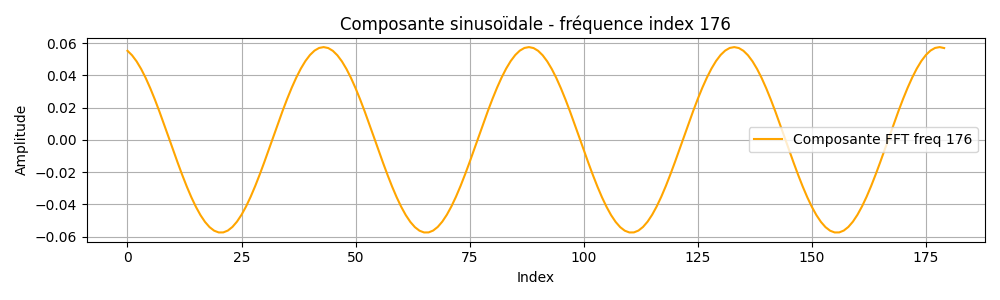 Composante sinusoïdale - fréquence index 176
Amplitude
0.06
0.04
0.02
0.00
−0.02
−0.04
−0.06
Composante FFT freq 176
0 25 50 75 100 125 150 175
Index